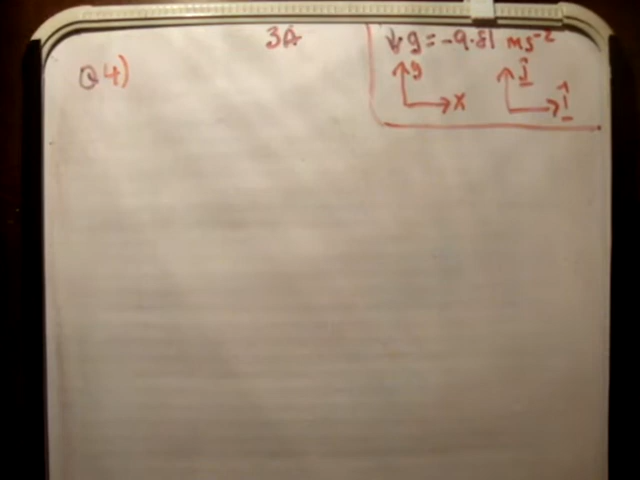 3A
Q4)
↓ g = -9.81 ms⁻²
y
x
ĵ
î